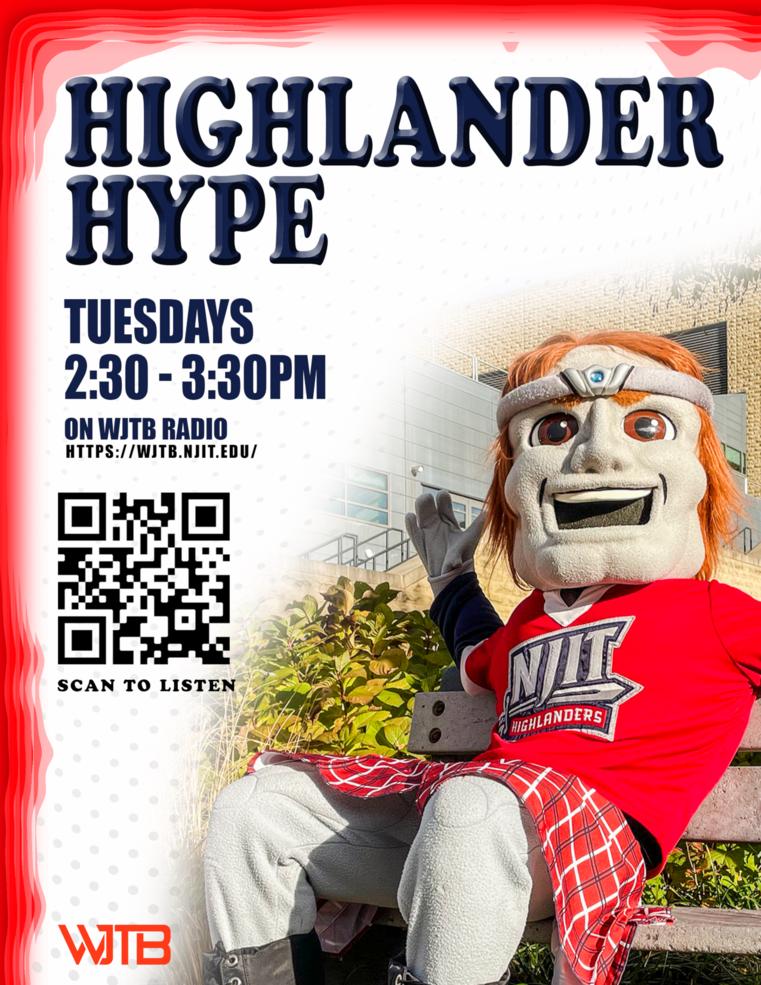 HIGHLANDER
HYPE
TUESDAYS
2:30 - 3:30PM
ON WJTB RADIO
HTTPS://WJTB.NJIT.EDU/
SCAN TO LISTEN
NJIT
HIGHLANDERS
WJTB